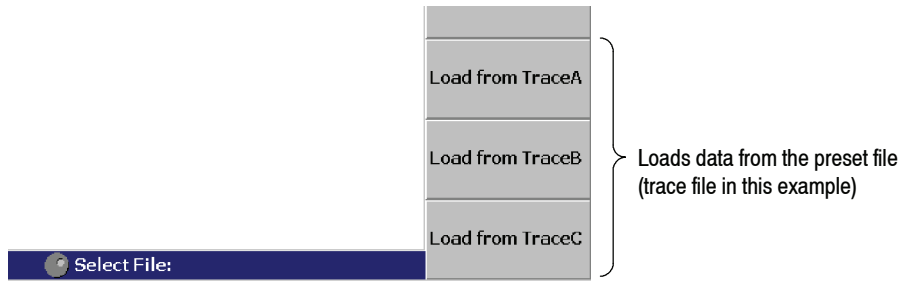 Load from TraceA
Load from TraceB
Load from TraceC
Select File:
Loads data from the preset file
(trace file in this example)